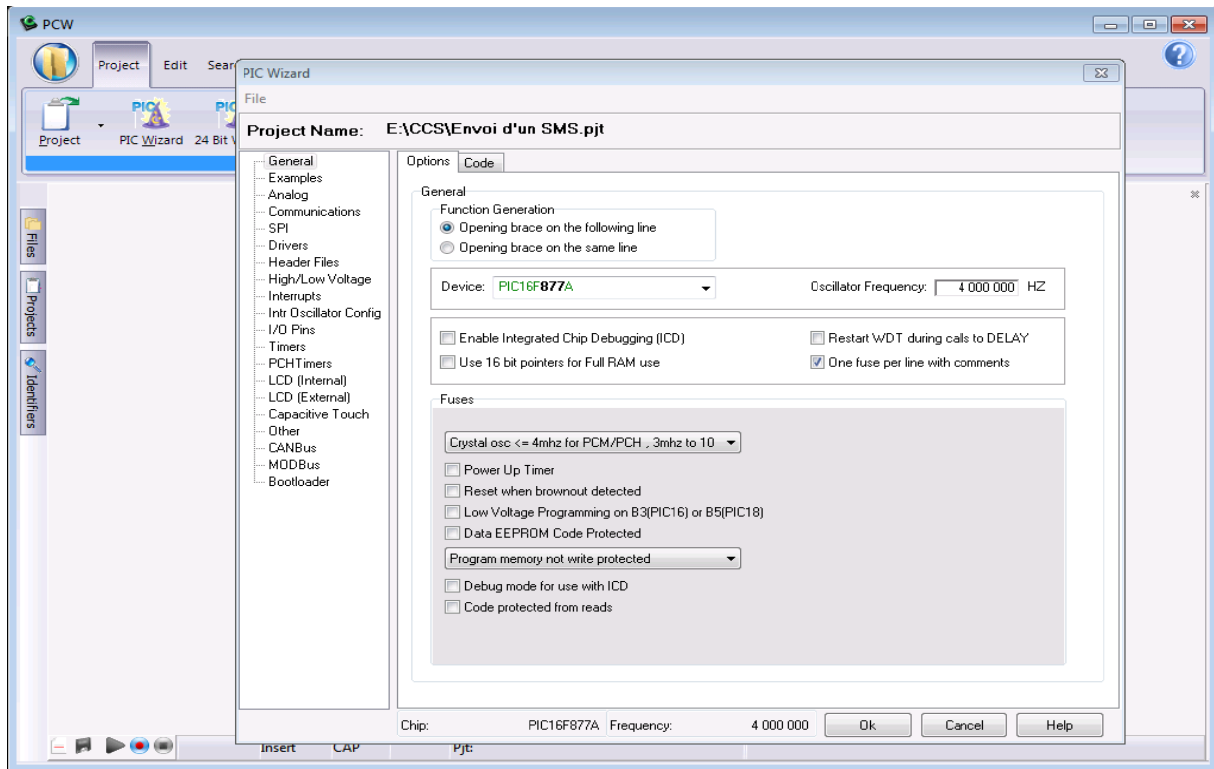 PCW
Project Edit Sear
Project PIC Wizard 24 Bit
PIC Wizard
File
Project Name: E:\CCS\Envoi d'un SMS.pjt
General
Examples
Analog
Communications
SPI
Drivers
Header Files
High/Low Voltage
Interrupts
Intr Oscillator Config
I/O Pins
Timers
PCHTimers
LCD (Internal)
LCD (External)
Capacitive Touch
Other
CANBus
MODBus
Bootloader
Options Code
General
Function Generation
Opening brace on the following line
Opening brace on the same line
Device: PIC16F877A Oscillator Frequency: 4 000 000 HZ
Enable Integrated Chip Debugging (ICD) Restart WDT during calls to DELAY
Use 16 bit pointers for Full RAM use One fuse per line with comments
Fuses
Crystal osc <= 4mhz for PCM/PCH , 3mhz to 10
Power Up Timer
Reset when brownout detected
Low Voltage Programming on B3(PIC16) or B5(PIC18)
Data EEPROM Code Protected
Program memory not write protected
Debug mode for use with ICD
Code protected from reads
Chip: PIC16F877A Frequency: 4 000 000 Ok Cancel Help
Files
Projects
Identifiers
Insert CAP Pjt: